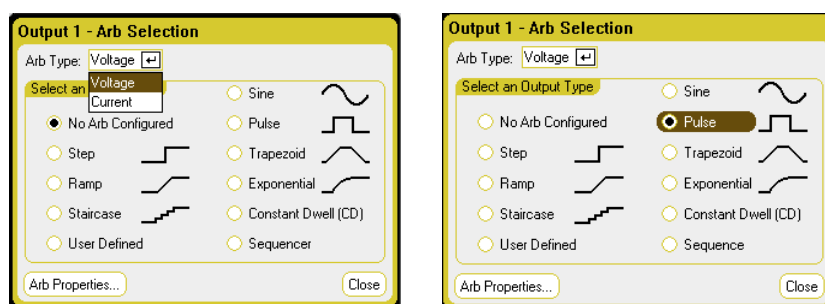 Output 1 - Arb Selection
Arb Type: Voltage
Voltage
Current
Select an
No Arb Configured
Step
Ramp
Staircase
User Defined
Sine
Pulse
Trapezoid
Exponential
Constant Dwell (CD)
Sequencer
Arb Properties...
Close
Output 1 - Arb Selection
Arb Type: Voltage
Select an Output Type
No Arb Configured
Step
Ramp
Staircase
User Defined
Sine
Pulse
Trapezoid
Exponential
Constant Dwell (CD)
Sequence
Arb Properties...
Close